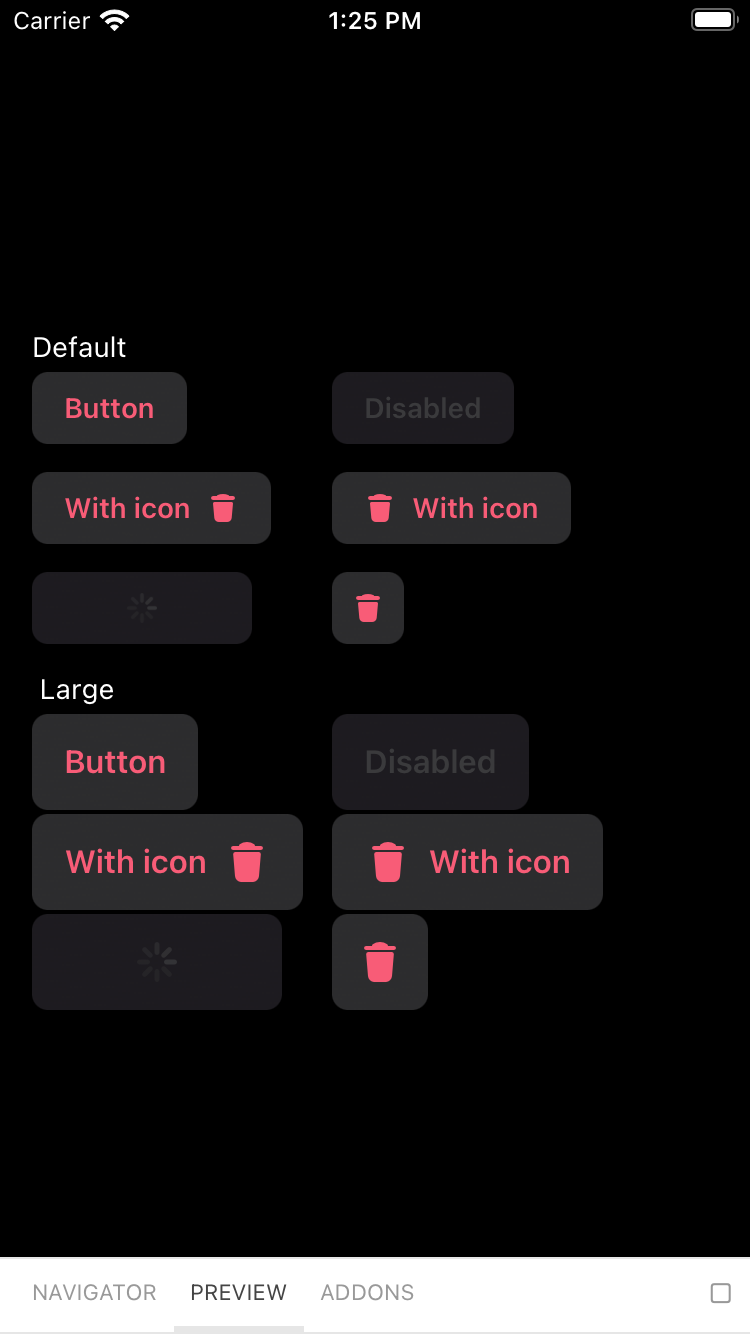 Carrier 1:25 PM
Default
Button Disabled
With icon With icon
Large
Button Disabled
With icon With icon
NAVIGATOR PREVIEW ADDONS